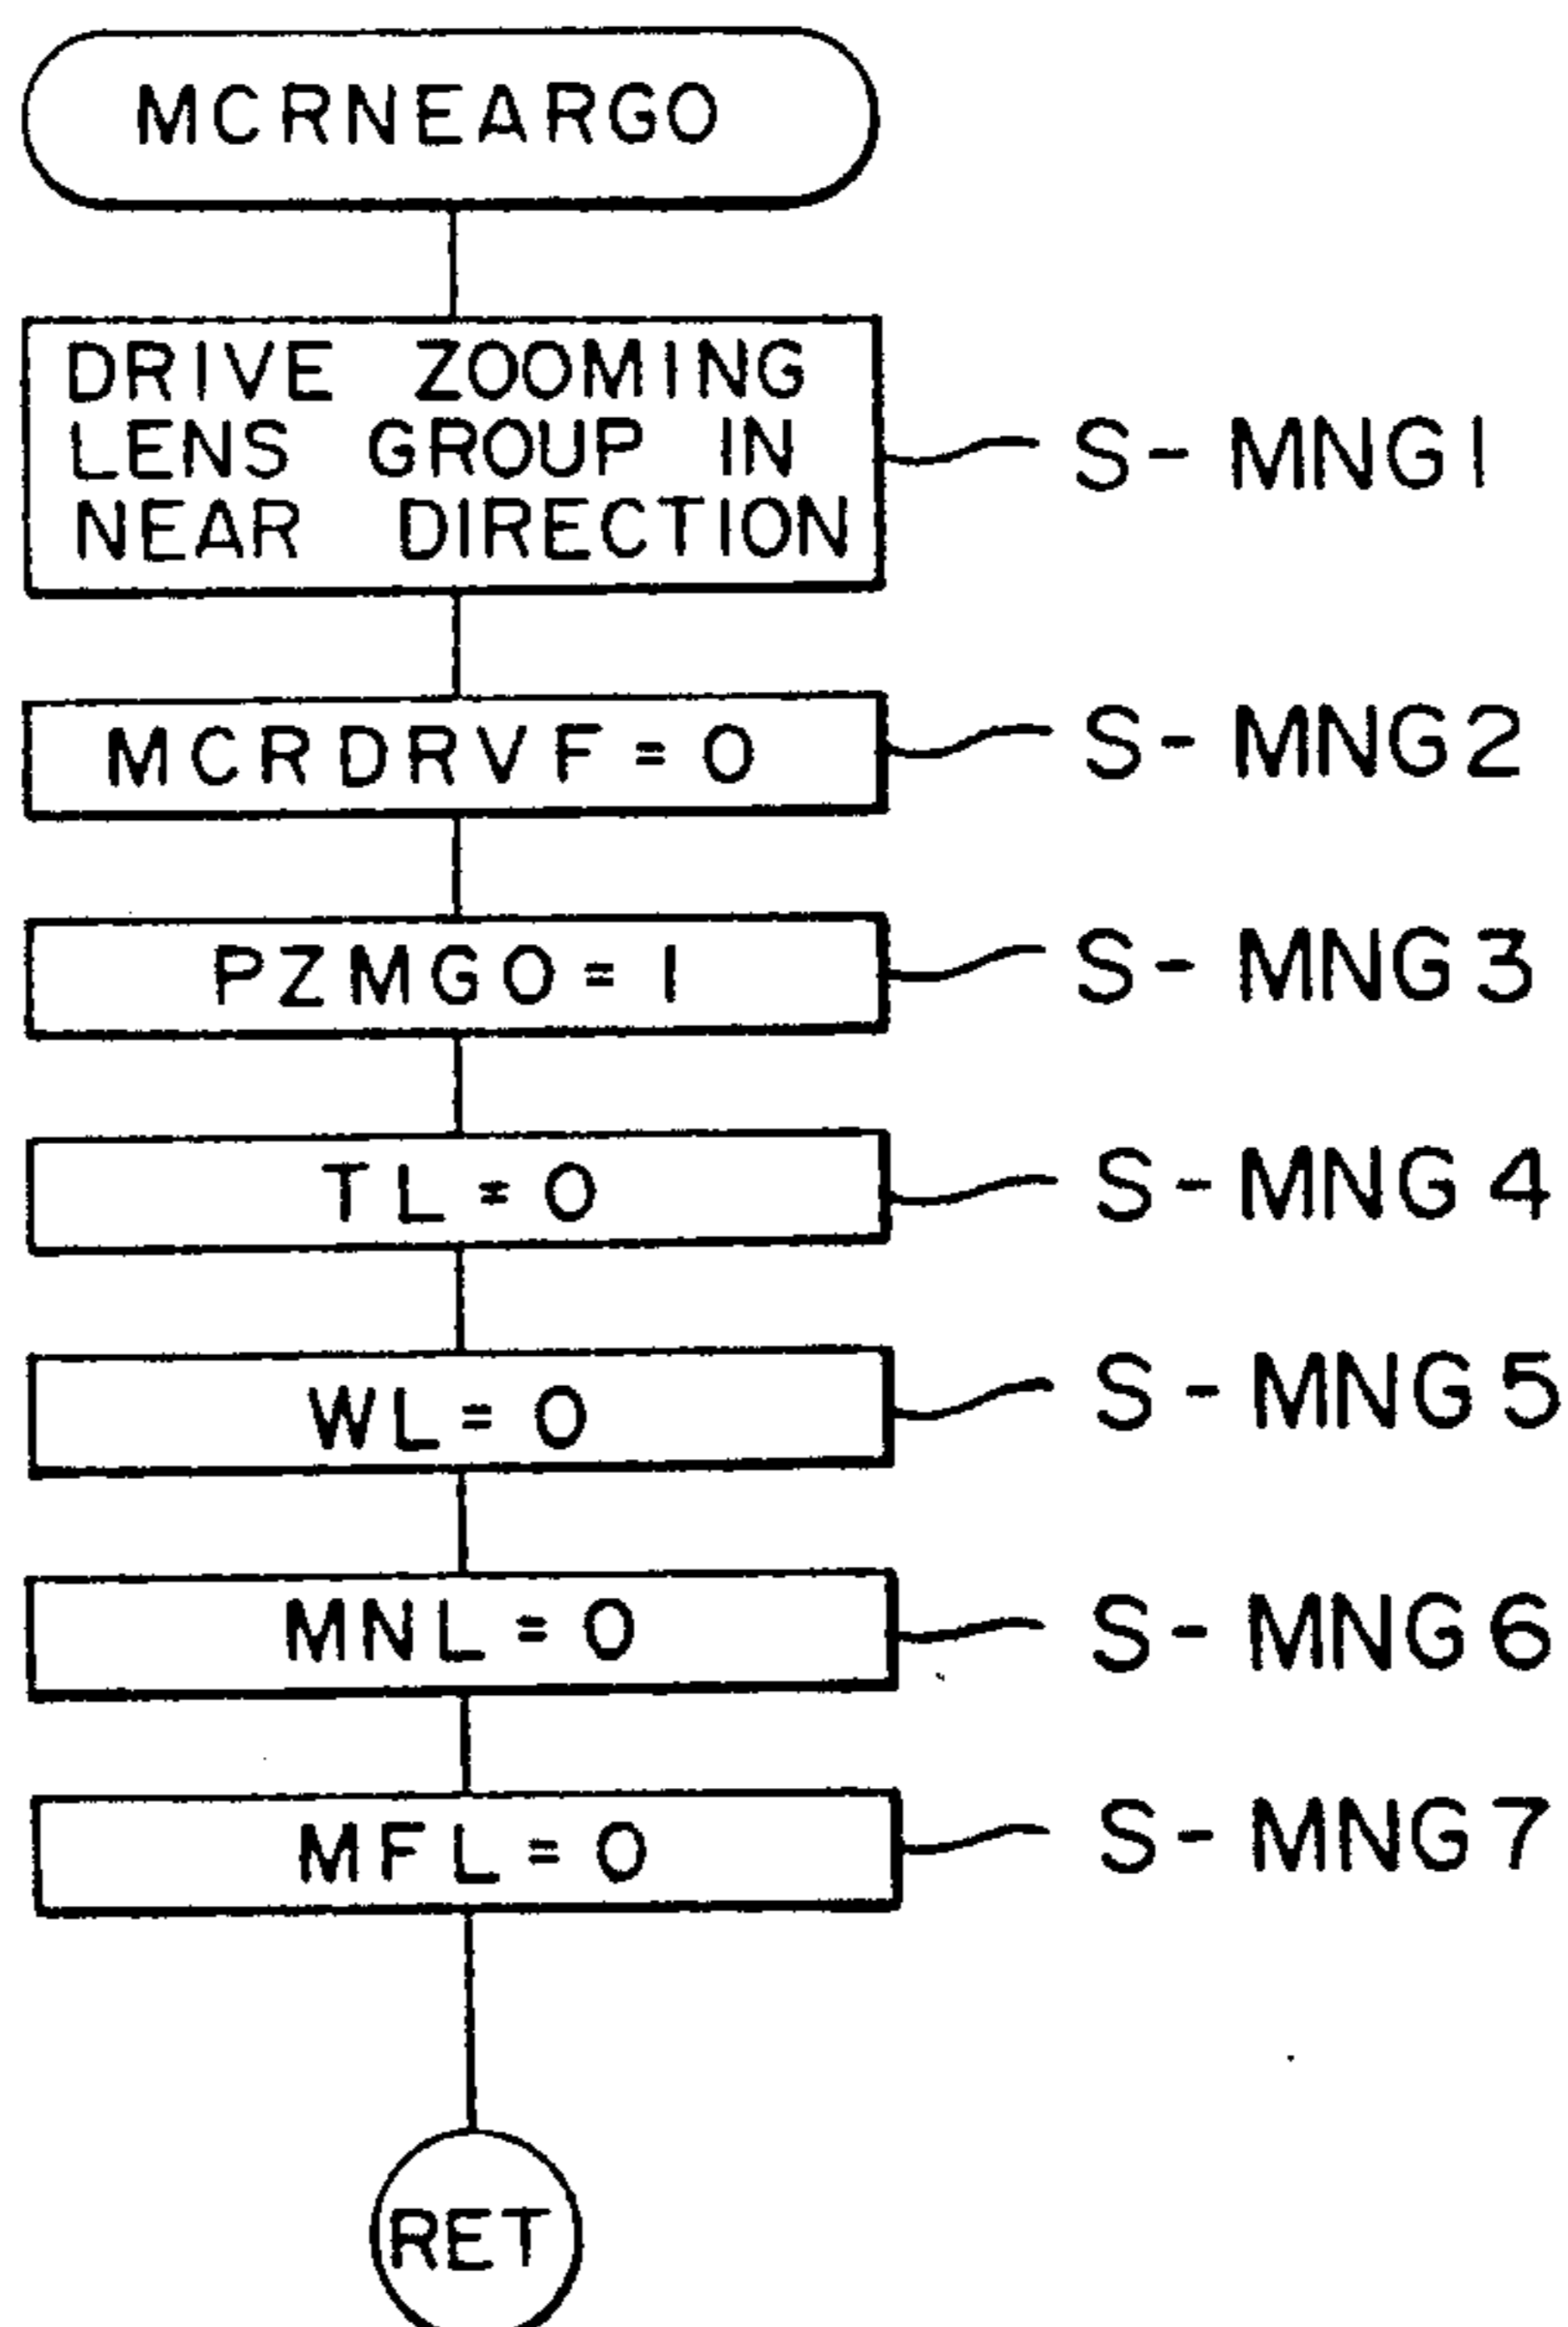 MCRNEARGO
DRIVE ZOOMING
LENS GROUP IN
NEAR DIRECTION
S-MNG1
MCRDRVF=0
S-MNG2
PZMGO=1
S-MNG3
TL=0
S-MNG4
WL=0
S-MNG5
MNL=0
S-MNG6
MFL=0
S-MNG7
RET